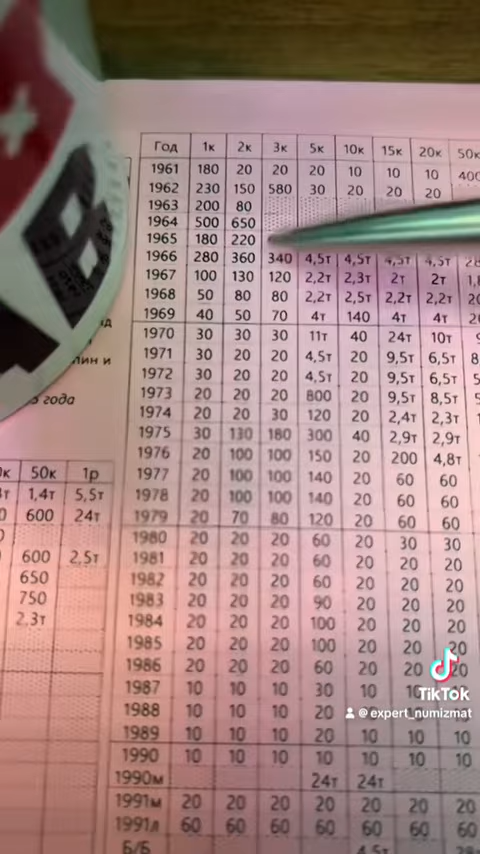 Год 1к 2к 3к 5к 10к 15к 20к 50к
1961 180 20 20 20 10 10 10 400
1962 230 150 580 30 20 20 20
1963 200 80
1964 500 650
1965 180 220
1966 280 360 340 4,5т 4,5т 4,5т 4,5т
1967 100 130 120 2,2т 2,3т 2т 2т
1968 50 80 80 2,2т 2,5т 2,2т 2,2т
1969 40 50 70 4т 140 4т 4т
1970 30 30 30 11т 40 24т 10т
1971 30 20 20 4,5т 20 9,5т 6,5т
1972 30 20 20 4,5т 20 9,5т 6,5т
1973 20 20 20 800 20 9,5т 8,5т
1974 20 20 30 120 20 2,4т 2,3т
1975 30 130 180 300 40 2,9т 2,9т
1976 20 100 100 150 20 200 4,8т
1977 20 100 100 140 20 60 60
1978 20 100 100 140 20 60 60
1979 20 70 80 120 20 60 60
1980 20 20 20 60 20 30 30
1981 20 20 20 60 20 20 20
1982 20 20 20 60 20 20 20
1983 20 20 20 90 20 20 20
1984 20 20 20 100 20 20 20
1985 20 20 20 100 20 20 20
1986 20 20 20 60 20 20 20
1987 10 10 10 30 10 10
1988 10 10 10 20 10 10 10
1989 10 10 10 20 10 10 10
1990 10 10 10 10 10 10 10
1990м 24т 24т
1991м 20 20 20 20 20 20 20
1991л 60 60 60 60 60 60 60
Б/Б 4,5т
года
50к 1р
1,4т 5,5т
600 24т
600 2,5т
650
750
2,3т
TikTok
@expert_numizmat